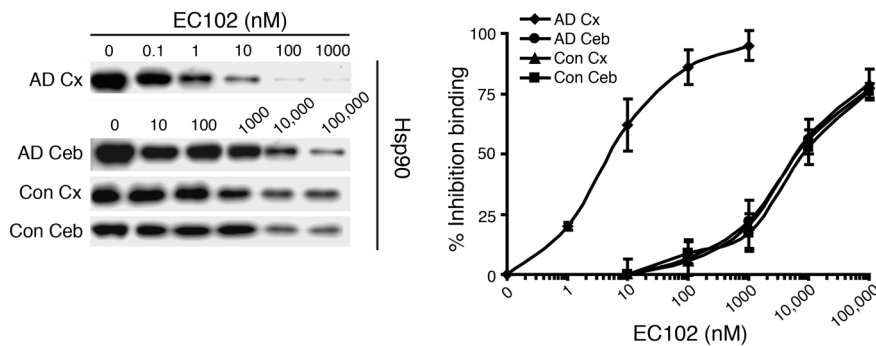 EC102 (nM)
0 0.1 1 10 100 1000
AD Cx
0 10 100 1000 10,000 100,000
AD Ceb
Con Cx
Con Ceb
Hsp90
AD Cx
AD Ceb
Con Cx
Con Ceb
% Inhibition binding
100
75
50
25
0
0 1 10 100 1000 10,000 100,000
EC102 (nM)